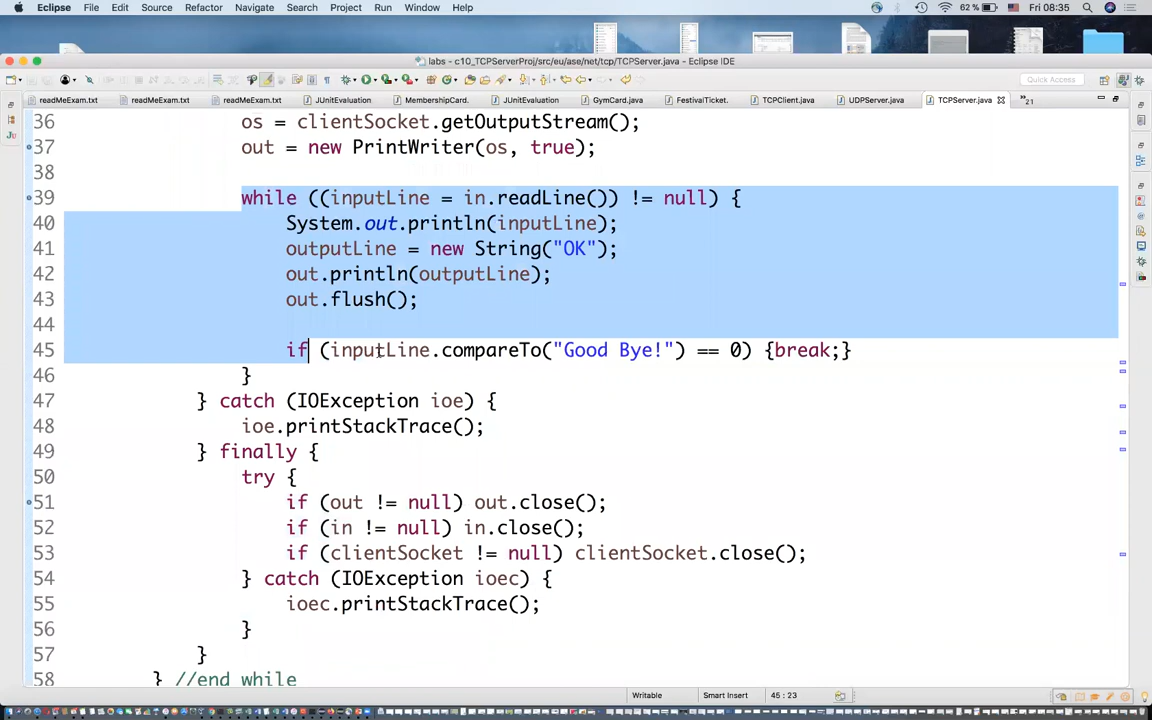 Eclipse File Edit Source Refactor Navigate Search Project Run Window Help 62 % Fri 08:35
labs - c10_TCPServerProj/src/eu/ase/net/tcp/TCPServer.java - Eclipse IDE
Quick Access
readMeExam.txt readMeExam.txt readMeExam.txt JUnitEvaluation MembershipCard. JUnitEvaluation GymCard.java FestivalTicket. TCPClient.java UDPServer.java TCPServer.java 21
36 os = clientSocket.getOutputStream();
37 out = new PrintWriter(os, true);
38
39 while ((inputLine = in.readLine()) != null) {
40 System.out.println(inputLine);
41 outputLine = new String("OK");
42 out.println(outputLine);
43 out.flush();
44
45 if (inputLine.compareTo("Good Bye!") == 0) {break;}
46 }
47 } catch (IOException ioe) {
48 ioe.printStackTrace();
49 } finally {
50 try {
51 if (out != null) out.close();
52 if (in != null) in.close();
53 if (clientSocket != null) clientSocket.close();
54 } catch (IOException ioec) {
55 ioec.printStackTrace();
56 }
57 }
58 } //end while
Writable Smart Insert 45 : 23